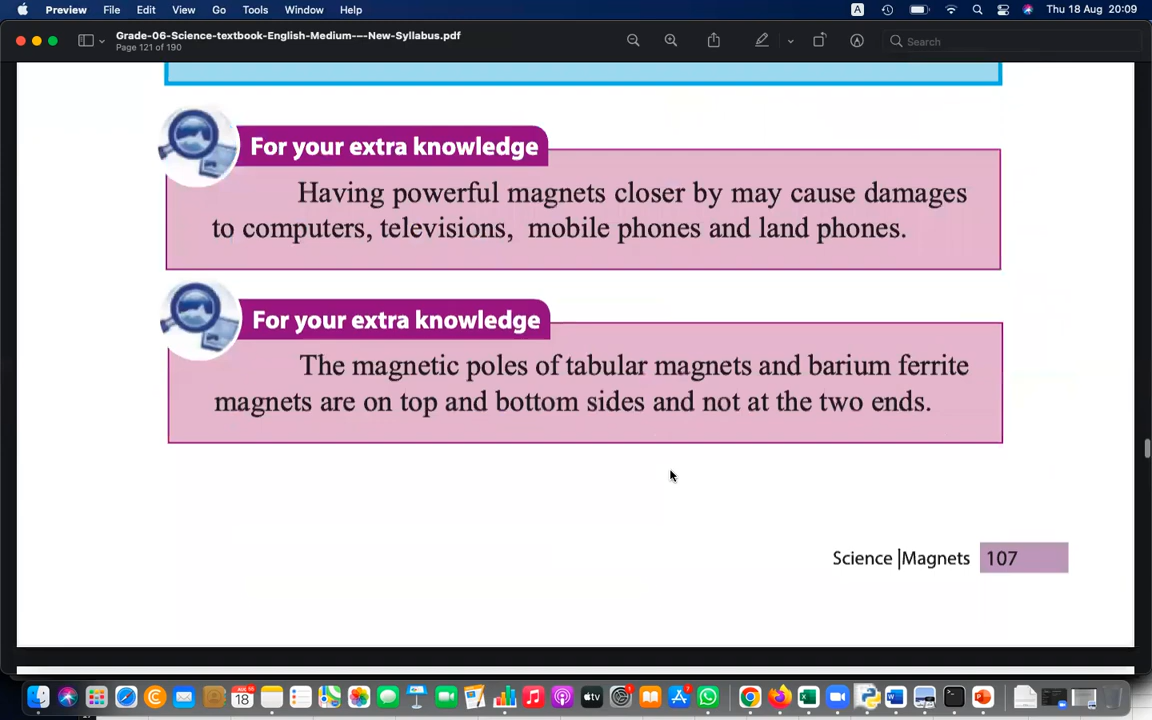 Preview File Edit View Go Tools Window Help A Thu 18 Aug 20:09
Grade-06-Science-textbook-English-Medium-–-New-Syllabus.pdf
Page 121 of 190
Search
For your extra knowledge
Having powerful magnets closer by may cause damages
to computers, televisions, mobile phones and land phones.
For your extra knowledge
The magnetic poles of tabular magnets and barium ferrite
magnets are on top and bottom sides and not at the two ends.
Science |Magnets 107
18 tv